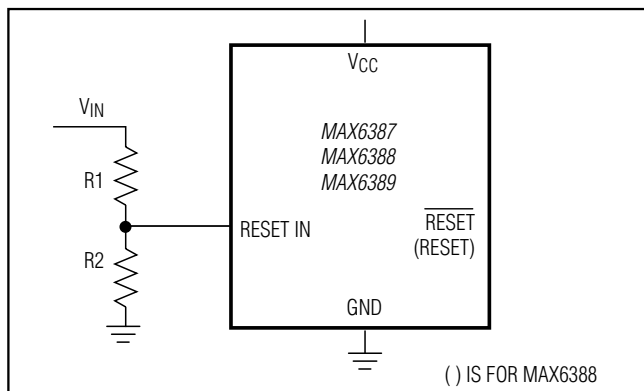 VCC
VIN
MAX6387
MAX6388
MAX6389
R1
RESET IN
RESET
(RESET)
R2
GND
( ) IS FOR MAX6388